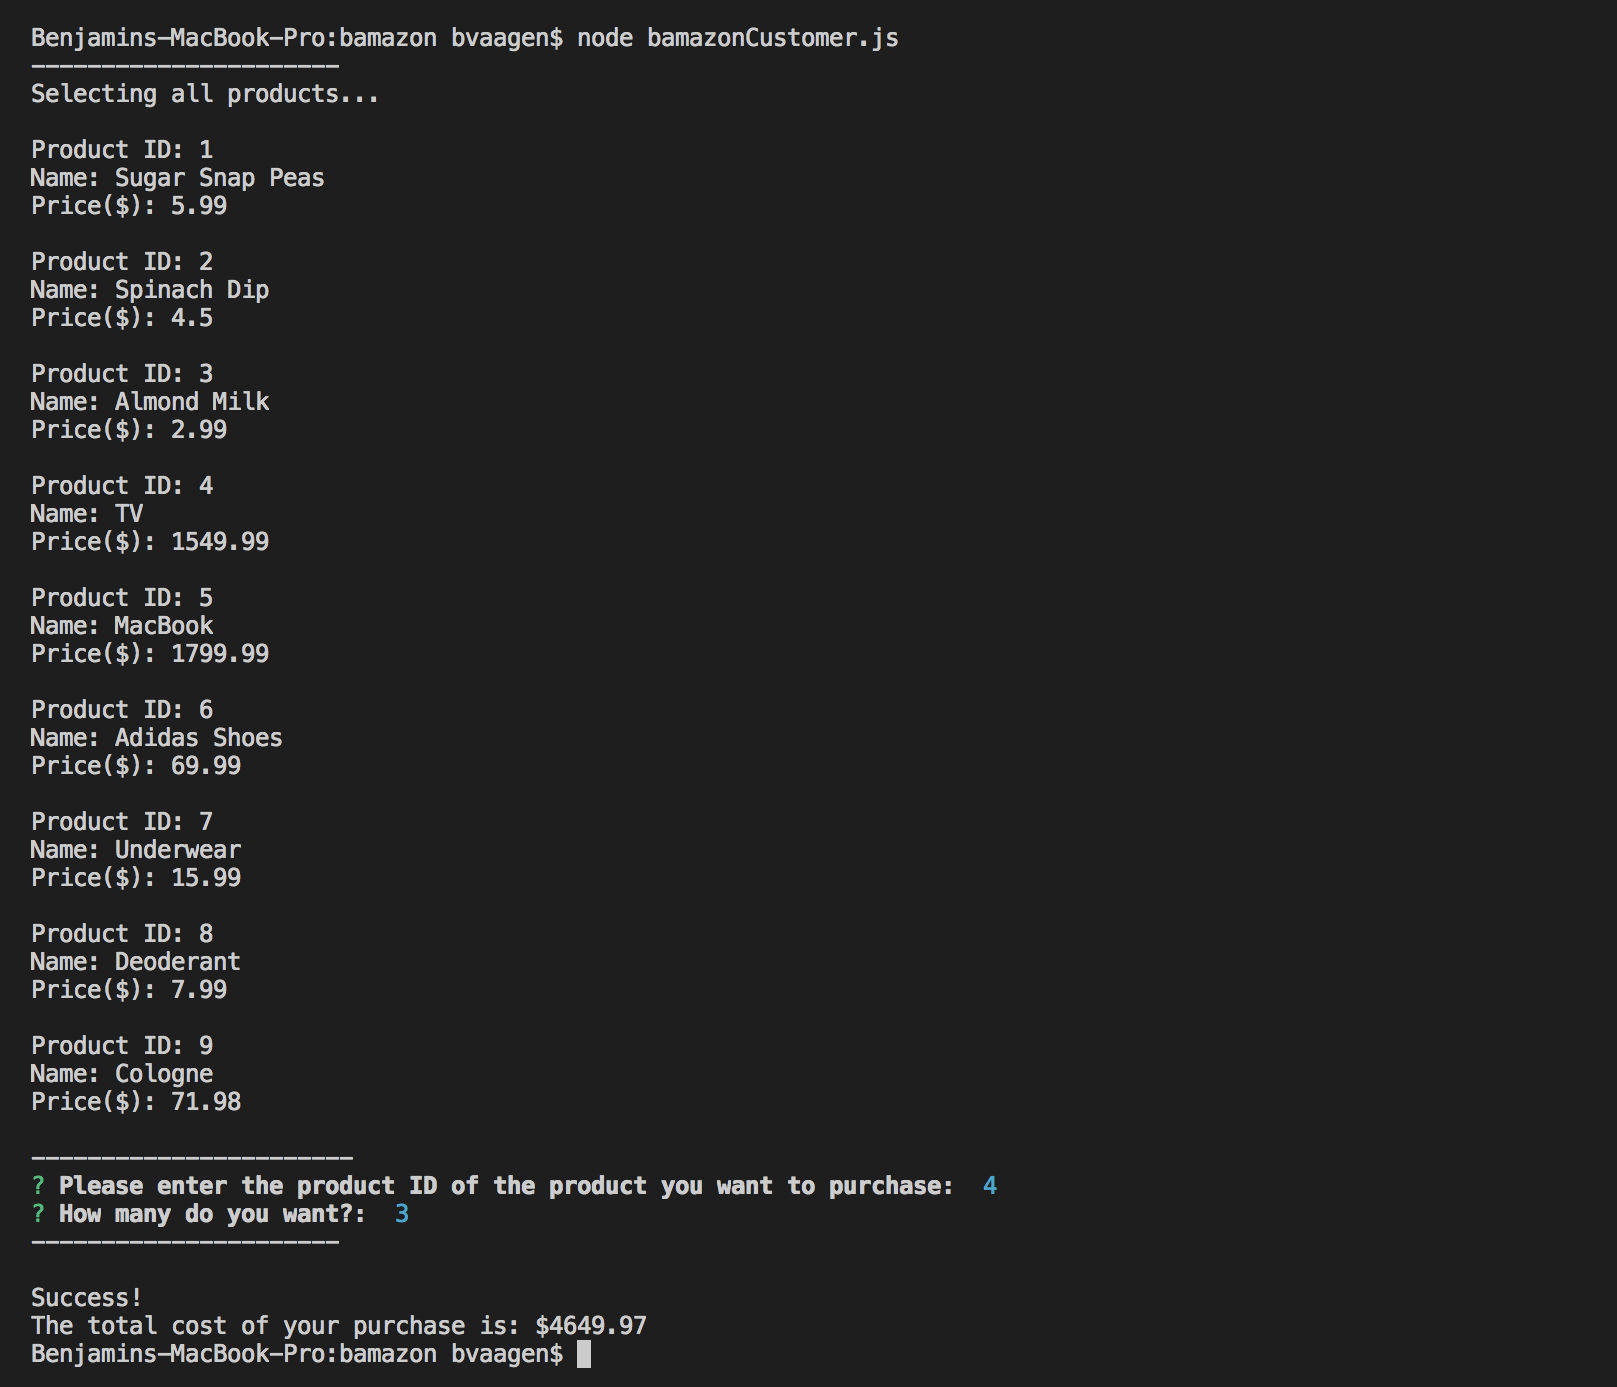 Benjamins-MacBook-Pro:bamazon bvaagen$ node bamazonCustomer.js
----------------------
Selecting all products...
Product ID: 1
Name: Sugar Snap Peas
Price($): 5.99
Product ID: 2
Name: Spinach Dip
Price($): 4.5
Product ID: 3
Name: Almond Milk
Price($): 2.99
Product ID: 4
Name: TV
Price($): 1549.99
Product ID: 5
Name: MacBook
Price($): 1799.99
Product ID: 6
Name: Adidas Shoes
Price($): 69.99
Product ID: 7
Name: Underwear
Price($): 15.99
Product ID: 8
Name: Deoderant
Price($): 7.99
Product ID: 9
Name: Cologne
Price($): 71.98
-----------------------
? Please enter the product ID of the product you want to purchase:  4
? How many do you want?:  3
----------------------
Success!
The total cost of your purchase is: $4649.97
Benjamins-MacBook-Pro:bamazon bvaagen$